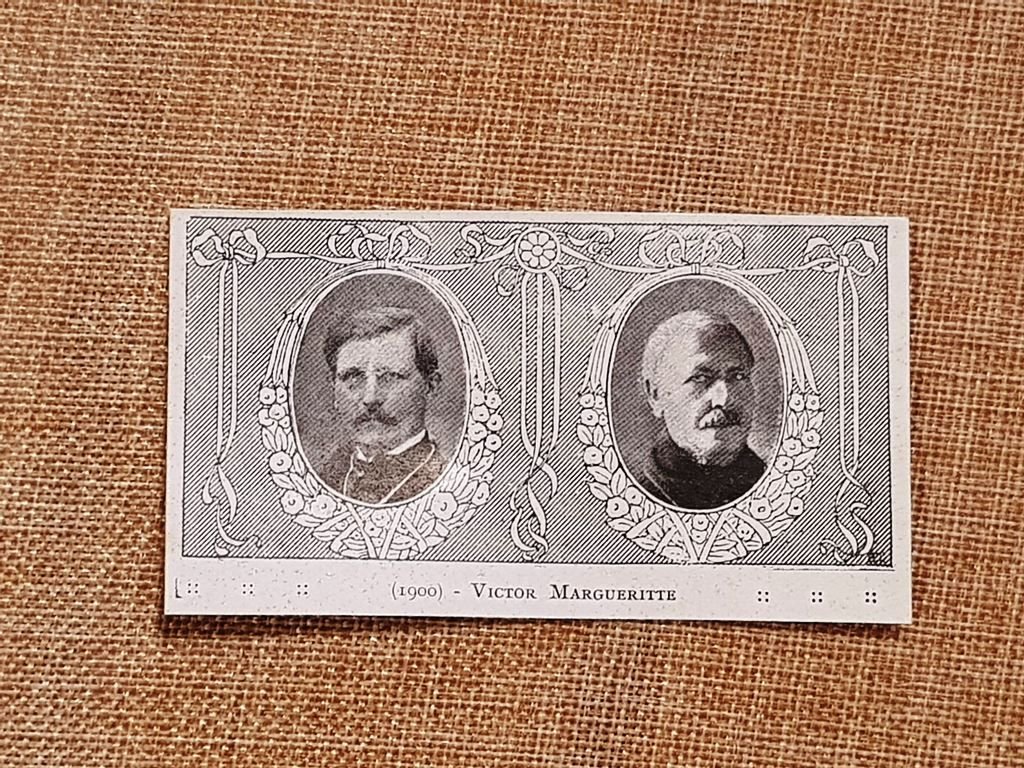 (1900) - Victor Margueritte